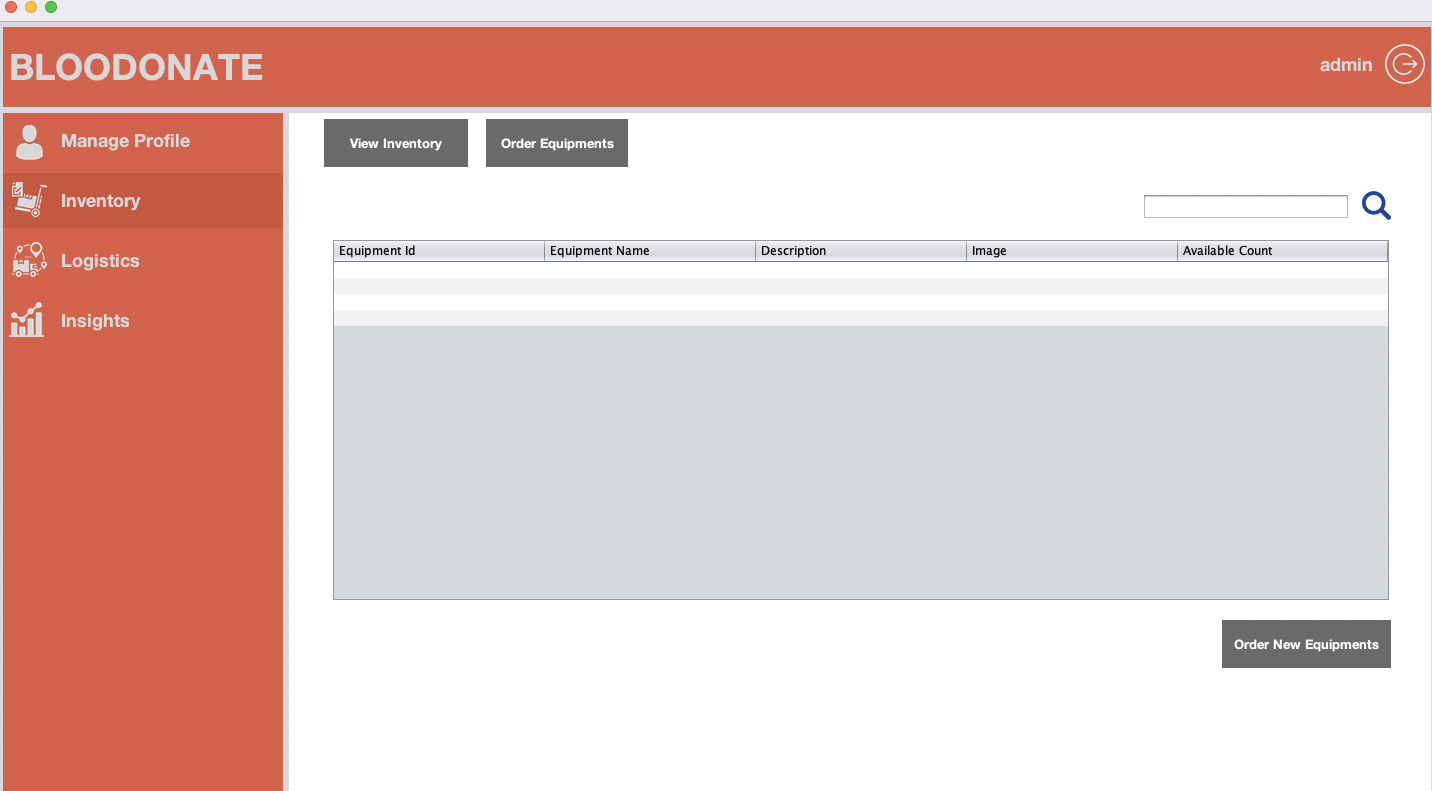 BLOODONATE
admin
Manage Profile
Inventory
Logistics
Insights
View Inventory
Order Equipments
Equipment Id
Equipment Name
Description
Image
Available Count
Order New Equipments